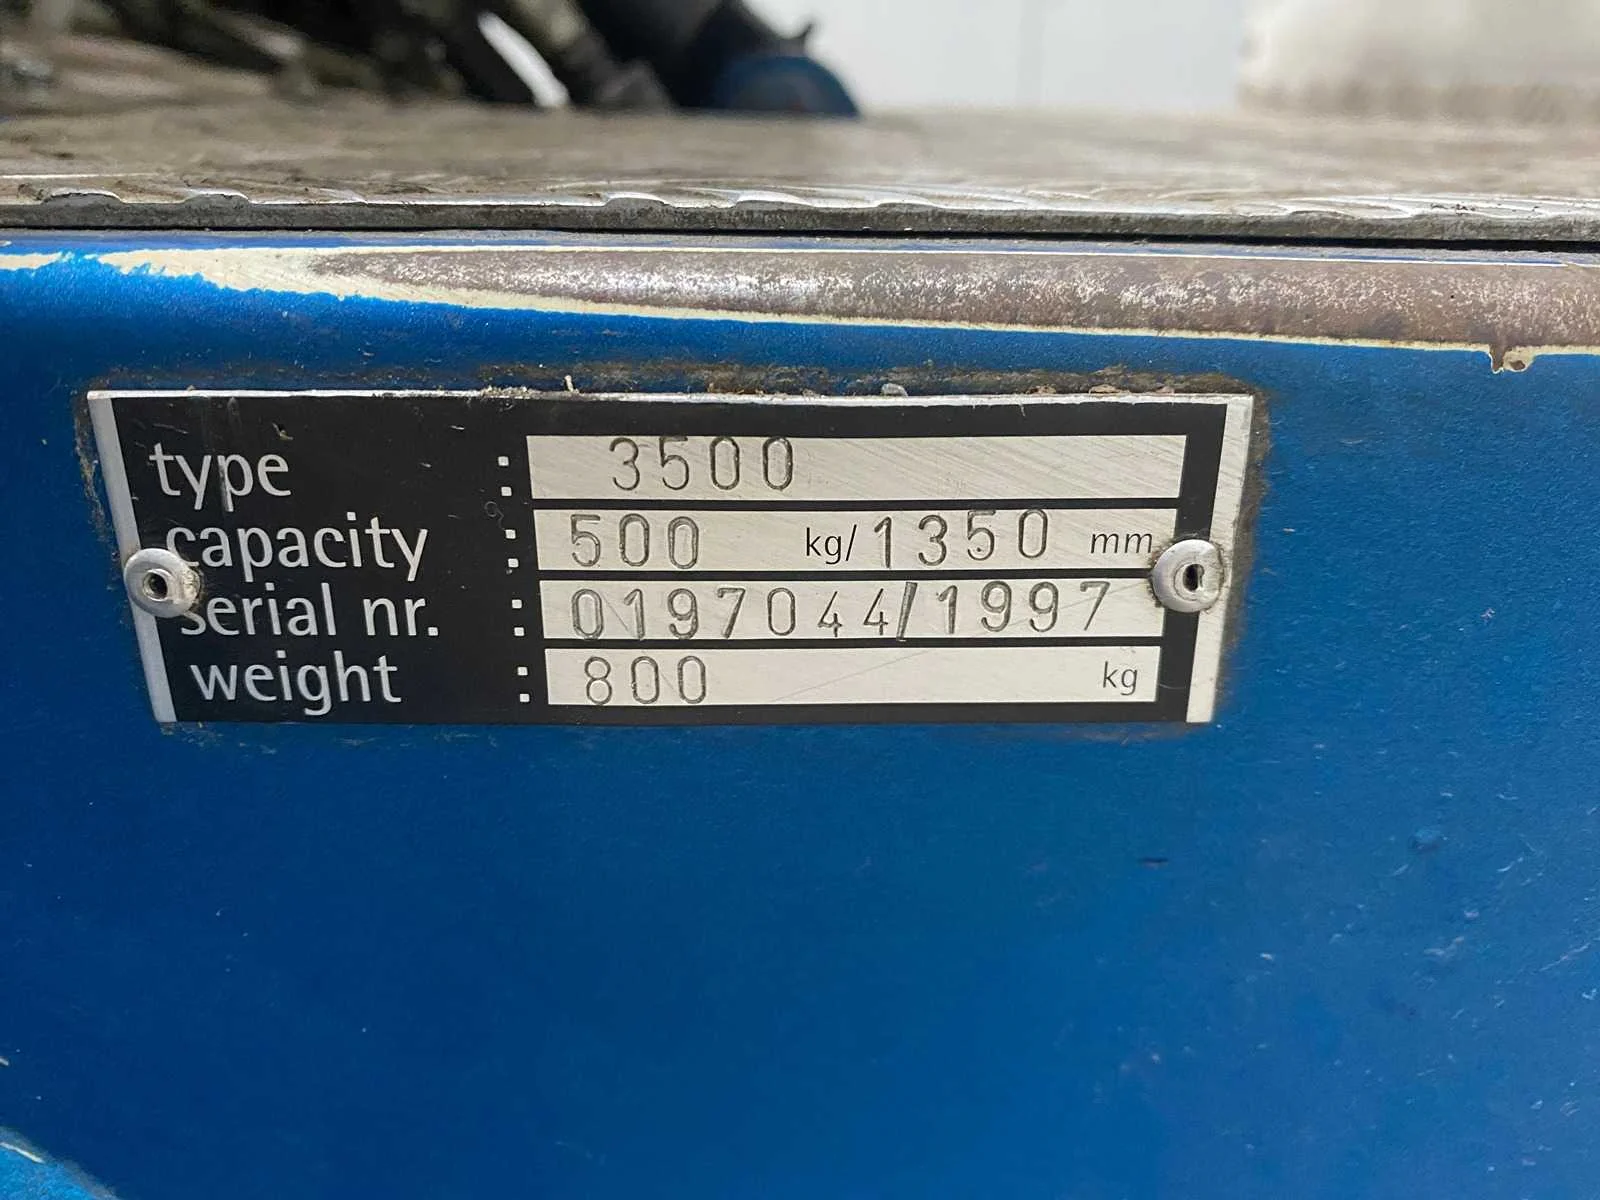 type : 3500
capacity : 500 kg/1350 mm
serial nr. : 0197044/1997
weight : 800 kg